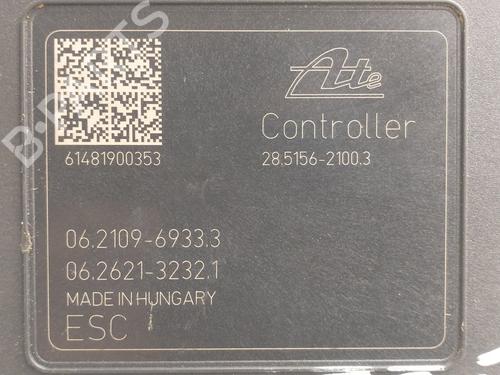 Ate
Controller
61481900353
28.5156-2100.3
06.2109-6933.3
06.2621-3232.1
MADE IN HUNGARY
ESC
B-PARTS